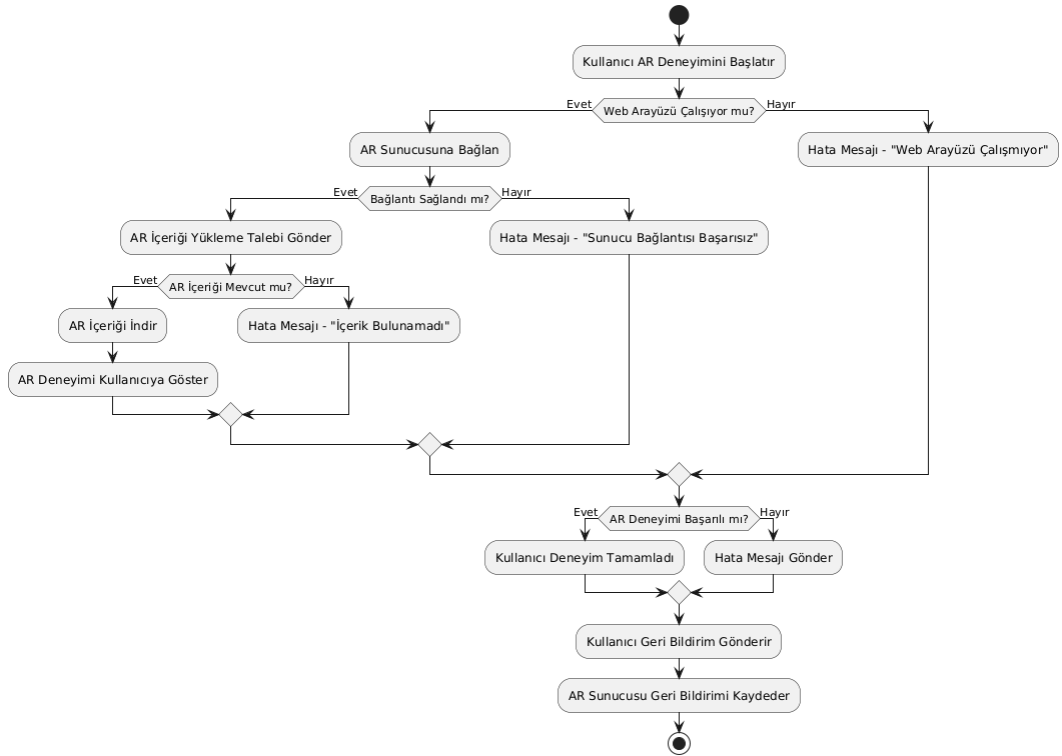 Kullanıcı AR Deneyimini Başlatır
Evet
Web Arayüzü Çalışıyor mu?
Hayır
AR Sunucusuna Bağlan
Hata Mesajı - "Web Arayüzü Çalışmıyor"
Evet
Bağlantı Sağlandı mı?
Hayır
AR İçeriği Yükleme Talebi Gönder
Hata Mesajı - "Sunucu Bağlantısı Başarısız"
Evet
AR İçeriği Mevcut mu?
Hayır
AR İçeriği İndir
Hata Mesajı - "İçerik Bulunamadı"
AR Deneyimi Kullanıcıya Göster
Evet
AR Deneyimi Başarılı mı?
Hayır
Kullanıcı Deneyim Tamamladı
Hata Mesajı Gönder
Kullanıcı Geri Bildirim Gönderir
AR Sunucusu Geri Bildirimi Kaydeder